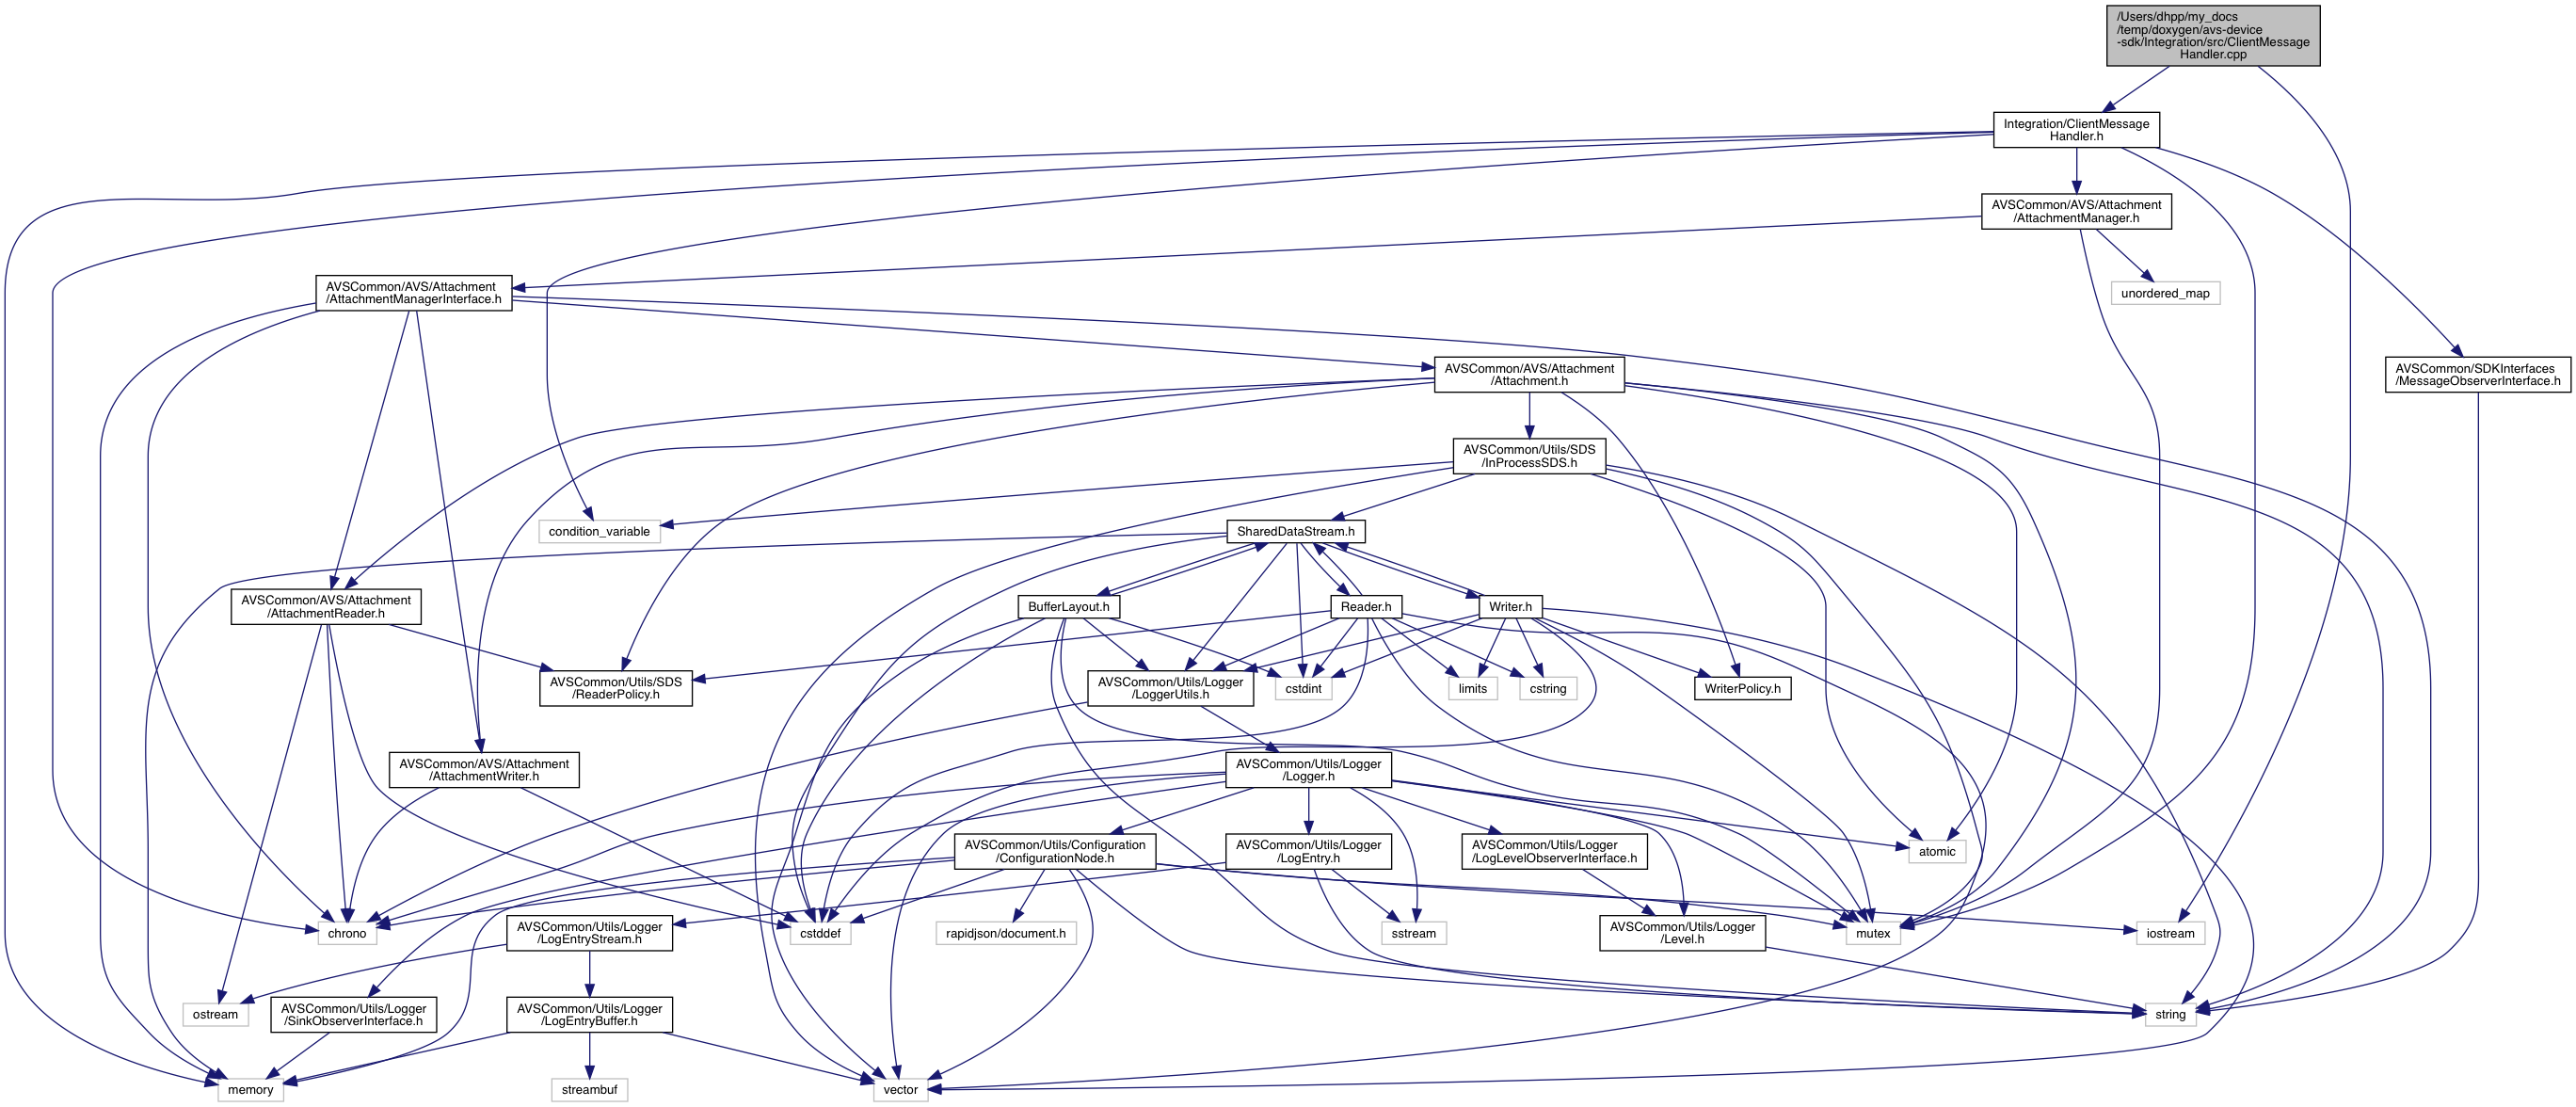 /Users/dhpp/my_docs
/temp/doxygen/avs-device
-sdk/Integration/src/ClientMessage
Handler.cpp
Integration/ClientMessage
Handler.h
AVSCommon/AVS/Attachment
/AttachmentManager.h
AVSCommon/AVS/Attachment
/AttachmentManagerInterface.h
unordered_map
AVSCommon/AVS/Attachment
/Attachment.h
AVSCommon/SDKInterfaces
/MessageObserverInterface.h
AVSCommon/Utils/SDS
/InProcessSDS.h
condition_variable
SharedDataStream.h
AVSCommon/AVS/Attachment
/AttachmentReader.h
BufferLayout.h
Reader.h
Writer.h
AVSCommon/Utils/SDS
/ReaderPolicy.h
AVSCommon/Utils/Logger
/LoggerUtils.h
cstdint
limits
cstring
WriterPolicy.h
AVSCommon/AVS/Attachment
/AttachmentWriter.h
AVSCommon/Utils/Logger
/Logger.h
AVSCommon/Utils/Configuration
/ConfigurationNode.h
AVSCommon/Utils/Logger
/LogEntry.h
AVSCommon/Utils/Logger
/LogLevelObserverInterface.h
atomic
chrono
AVSCommon/Utils/Logger
/LogEntryStream.h
cstddef
rapidjson/document.h
sstream
AVSCommon/Utils/Logger
/Level.h
mutex
iostream
ostream
AVSCommon/Utils/Logger
/SinkObserverInterface.h
AVSCommon/Utils/Logger
/LogEntryBuffer.h
string
memory
streambuf
vector